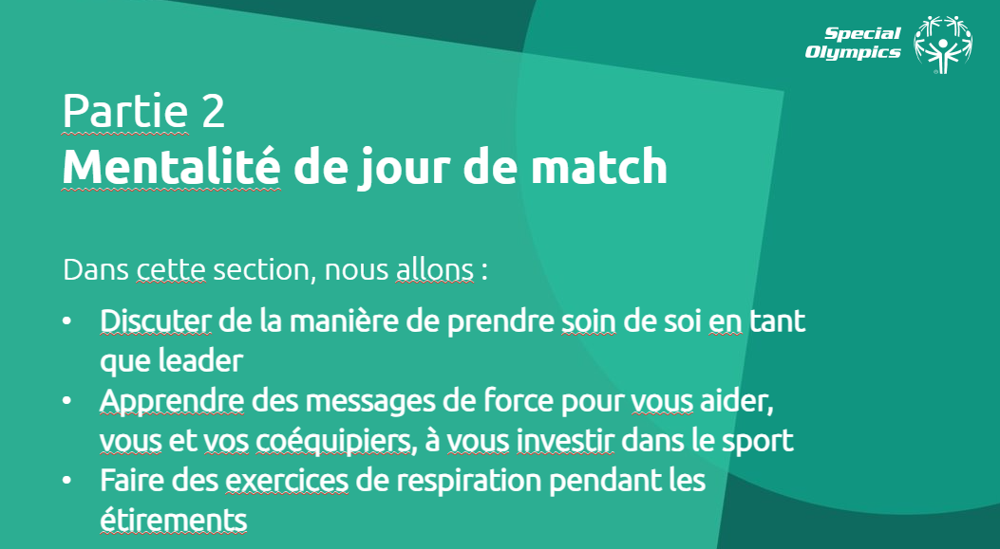 Special
Olympics
Partie 2
Mentalité de jour de match
Dans cette section, nous allons :
• Discuter de la manière de prendre soin de soi en tant
que leader
• Apprendre des messages de force pour vous aider,
vous et vos coéquipiers, à vous investir dans le sport
• Faire des exercices de respiration pendant les
étirements